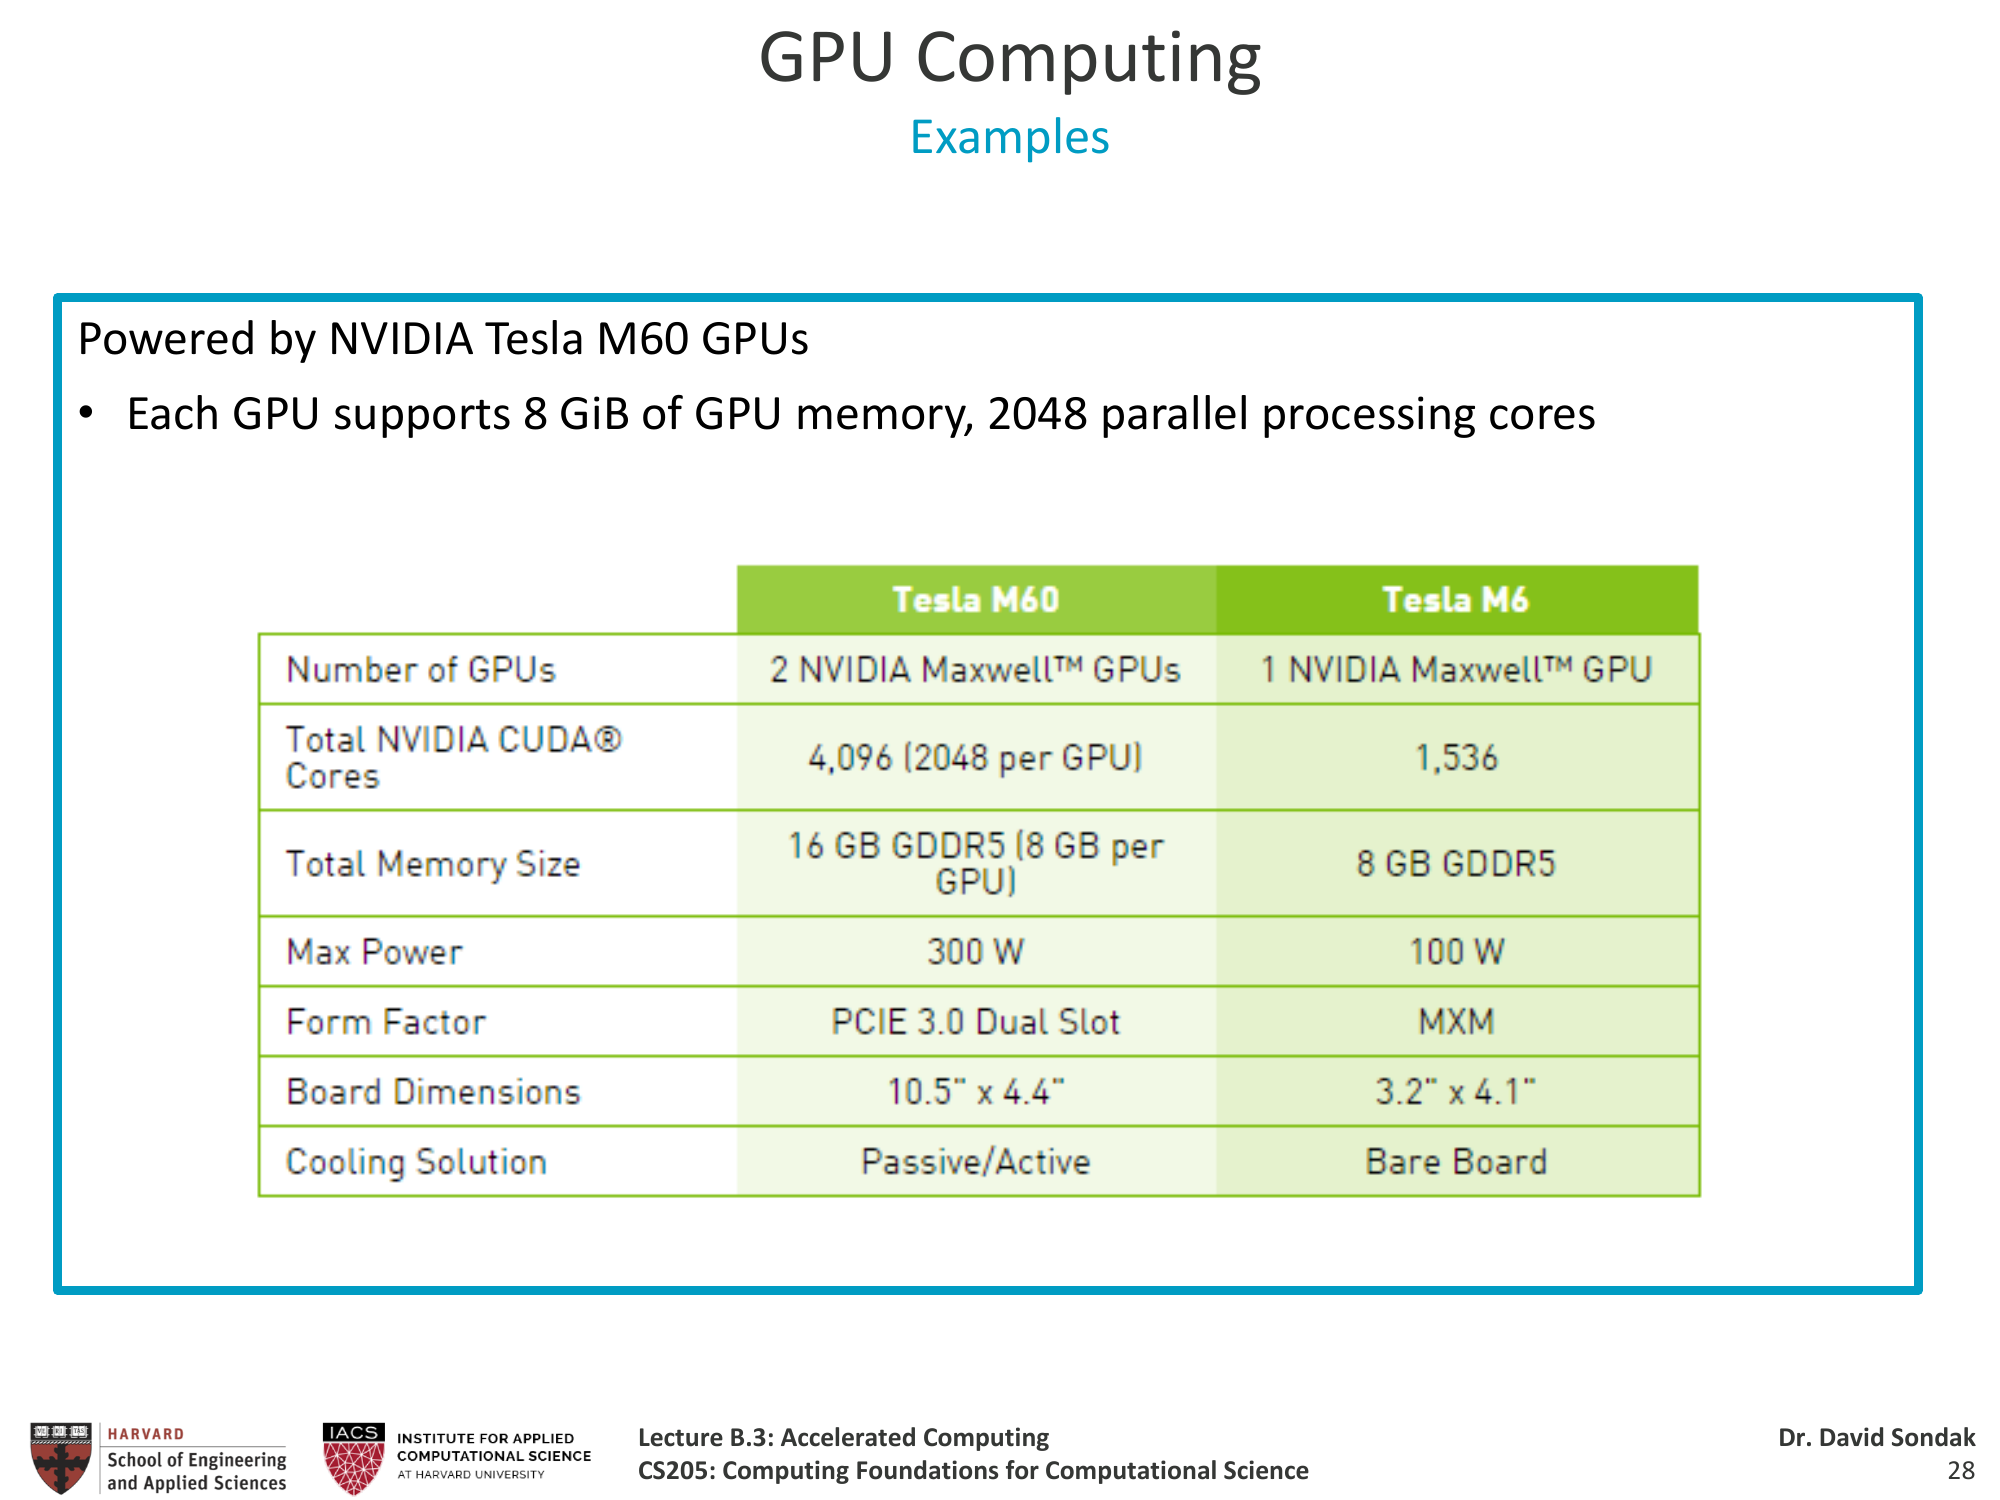 GPU Computing
Examples
Powered by NVIDIA Tesla M60 GPUs
• Each GPU supports 8 GiB of GPU memory, 2048 parallel processing cores
Tesla M60 Tesla M6
Number of GPUs 2 NVIDIA Maxwell™ GPUs 1 NVIDIA Maxwell™ GPU
Total NVIDIA CUDA®
Cores 4,096 (2048 per GPU) 1,536
Total Memory Size 16 GB GDDR5 (8 GB per
GPU) 8 GB GDDR5
Max Power 300 W 100 W
Form Factor PCIE 3.0 Dual Slot MXM
Board Dimensions 10.5" x 4.4" 3.2" x 4.1"
Cooling Solution Passive/Active Bare Board
HARVARD
School of Engineering
and Applied Sciences
IACS
INSTITUTE FOR APPLIED
COMPUTATIONAL SCIENCE
AT HARVARD UNIVERSITY
Lecture B.3: Accelerated Computing
CS205: Computing Foundations for Computational Science
Dr. David Sondak
28